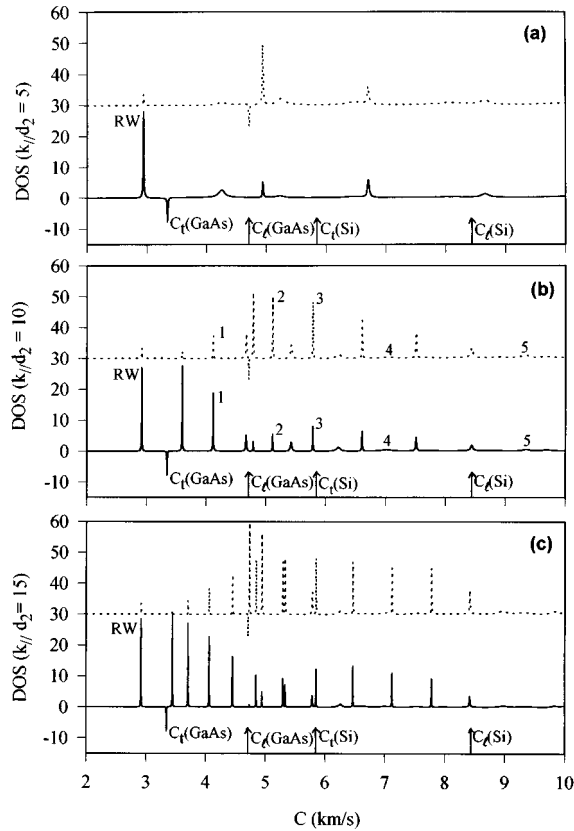 (a)
DOS (k//d2 = 5)
60
50
40
30
20
10
0
-10
RW
Ct(GaAs)
Cℓ(GaAs)
Ct(Si)
Cℓ(Si)
(b)
DOS (k//d2 = 10)
60
50
40
30
20
10
0
-10
1
2
3
4
5
RW
1
2
3
4
5
Ct(GaAs)
Cℓ(GaAs)
Ct(Si)
Cℓ(Si)
(c)
DOS (k// d2 = 15)
60
50
40
30
20
10
0
-10
RW
Ct(GaAs)
Cℓ(GaAs)
Ct(Si)
Cℓ(Si)
2 3 4 5 6 7 8 9 10
C (km/s)